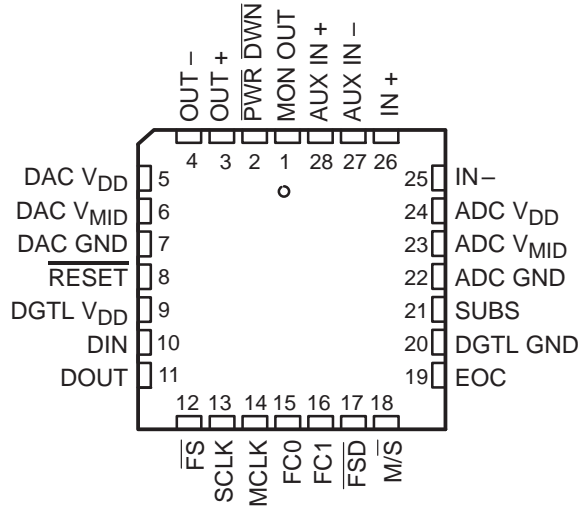 OUT –
OUT +
PWR DWN
MON OUT
AUX IN +
AUX IN –
IN +
4 3 2 1 28 27 26
DAC VDD 5
DAC VMID 6
DAC GND 7
RESET 8
DGTL VDD 9
DIN 10
DOUT 11
25 IN–
24 ADC VDD
23 ADC VMID
22 ADC GND
21 SUBS
20 DGTL GND
19 EOC
12 13 14 15 16 17 18
FS
SCLK
MCLK
FC0
FC1
FSD
M/S